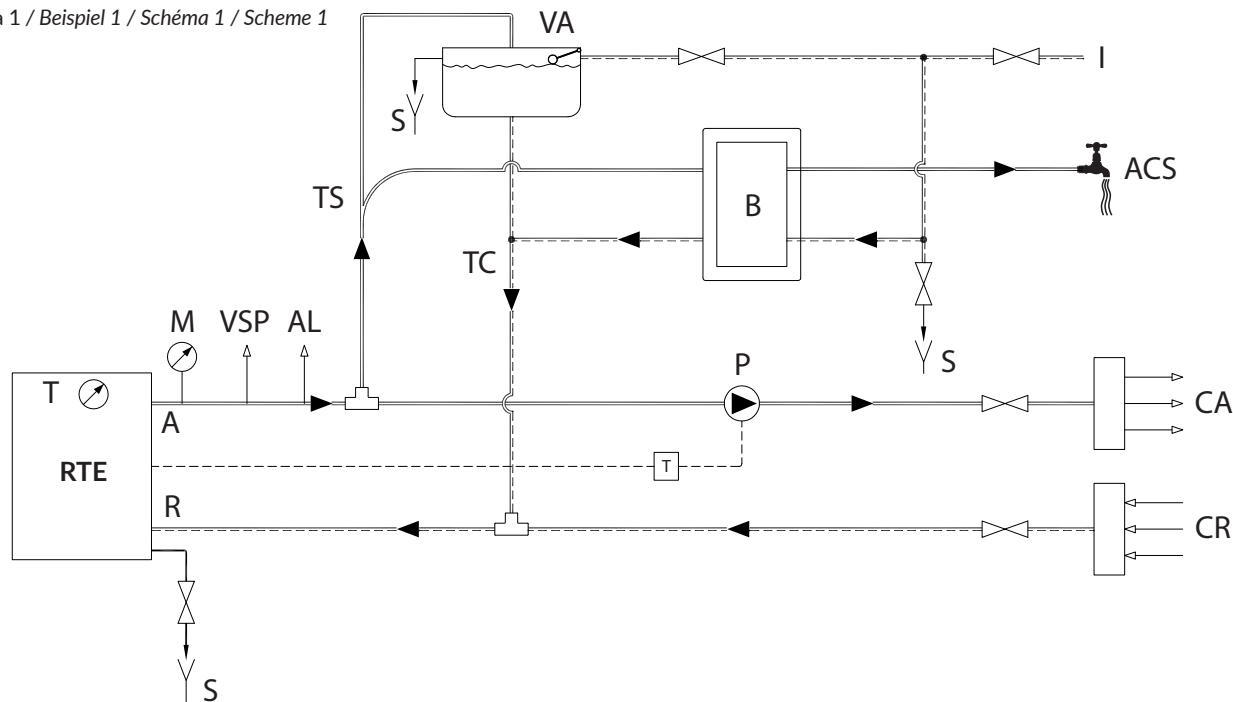 1 / Beispiel 1 / Schéma 1 / Scheme 1
VA
I
S
ACS
TS
B
TC
M VSP AL
S
P
T
A
CA
RTE
T
R
CR
S